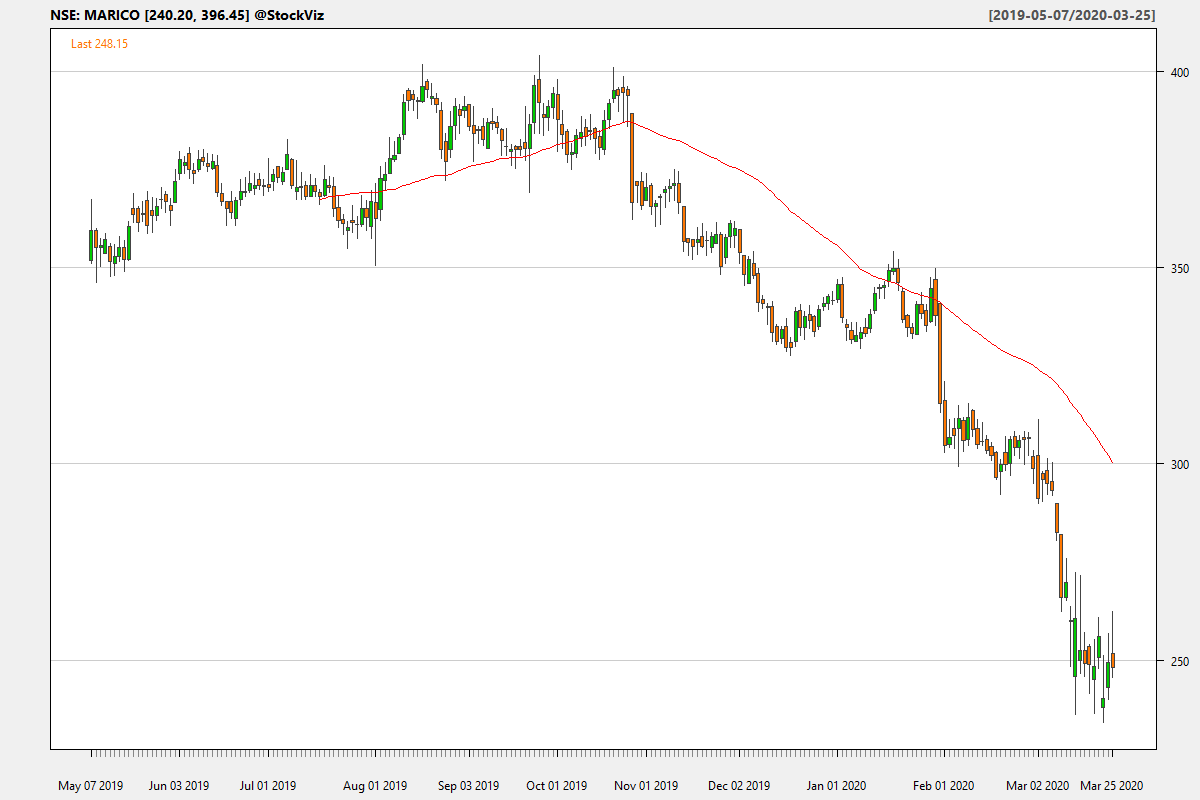 NSE: MARICO [240.20, 396.45] @StockViz
[2019-05-07/2020-03-25]
Last 248.15
400
350
300
250
May 07 2019
Jun 03 2019
Jul 01 2019
Aug 01 2019
Sep 03 2019
Oct 01 2019
Nov 01 2019
Dec 02 2019
Jan 01 2020
Feb 01 2020
Mar 02 2020
Mar 25 2020